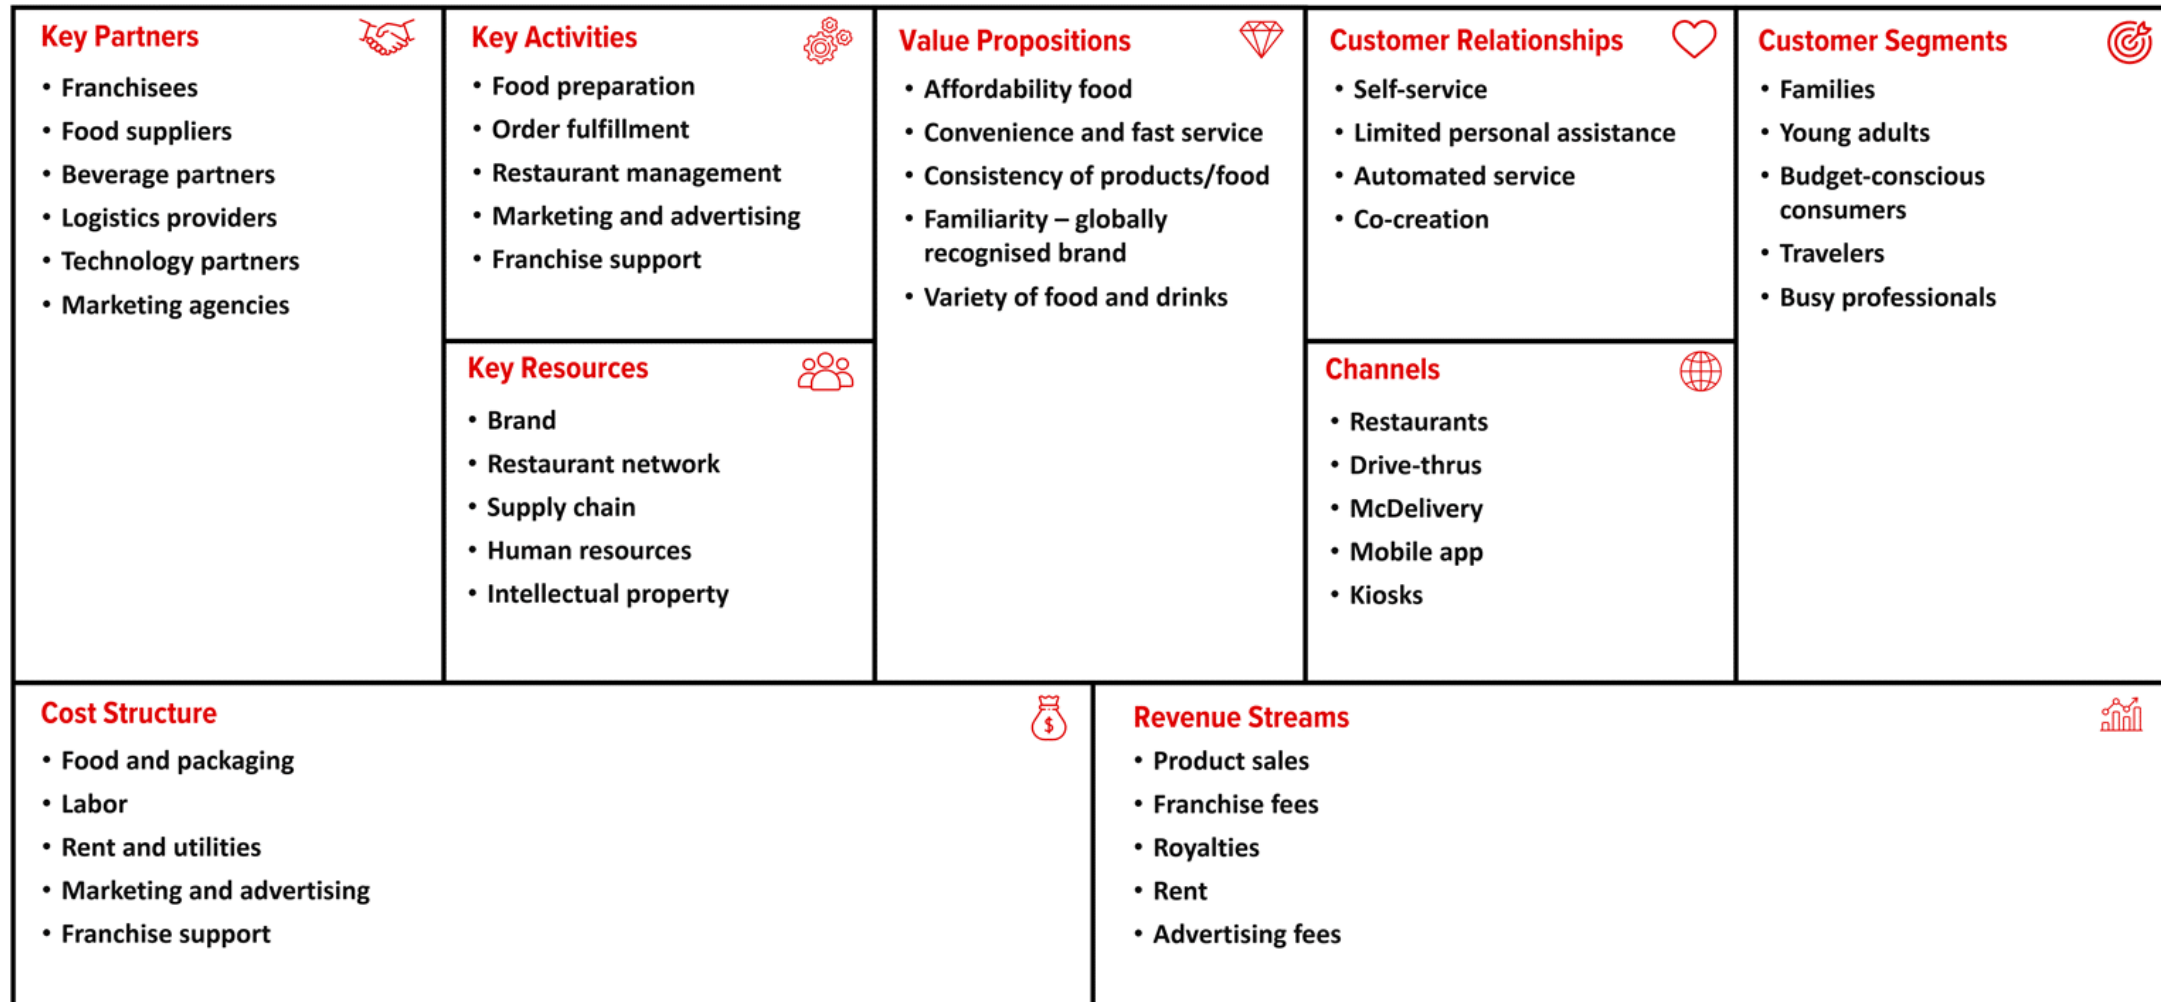 Key Partners
• Franchisees
• Food suppliers
• Beverage partners
• Logistics providers
• Technology partners
• Marketing agencies
Key Activities
• Food preparation
• Order fulfillment
• Restaurant management
• Marketing and advertising
• Franchise support
Key Resources
• Brand
• Restaurant network
• Supply chain
• Human resources
• Intellectual property
Value Propositions
• Affordability food
• Convenience and fast service
• Consistency of products/food
• Familiarity – globally
recognised brand
• Variety of food and drinks
Customer Relationships
• Self-service
• Limited personal assistance
• Automated service
• Co-creation
Channels
• Restaurants
• Drive-thrus
• McDelivery
• Mobile app
• Kiosks
Customer Segments
• Families
• Young adults
• Budget-conscious
consumers
• Travelers
• Busy professionals
Cost Structure
$
• Food and packaging
• Labor
• Rent and utilities
• Marketing and advertising
• Franchise support
Revenue Streams
• Product sales
• Franchise fees
• Royalties
• Rent
• Advertising fees